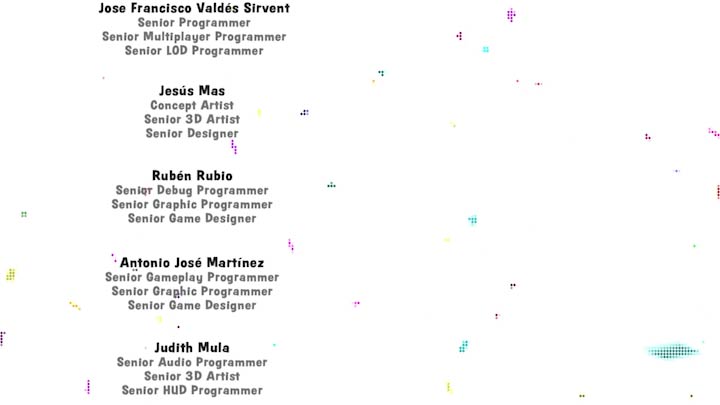 Jose Francisco Valdés Sirvent
Senior Programmer
Senior Multiplayer Programmer
Senior LOD Programmer
Jesús Mas
Concept Artist
Senior 3D Artist
Senior Designer
Rubén Rubio
Senior Debug Programmer
Senior Graphic Programmer
Senior Game Designer
Antonio José Martínez
Senior Gameplay Programmer
Senior Graphic Programmer
Senior Game Designer
Judith Mula
Senior Audio Programmer
Senior 3D Artist
Senior HUD Programmer